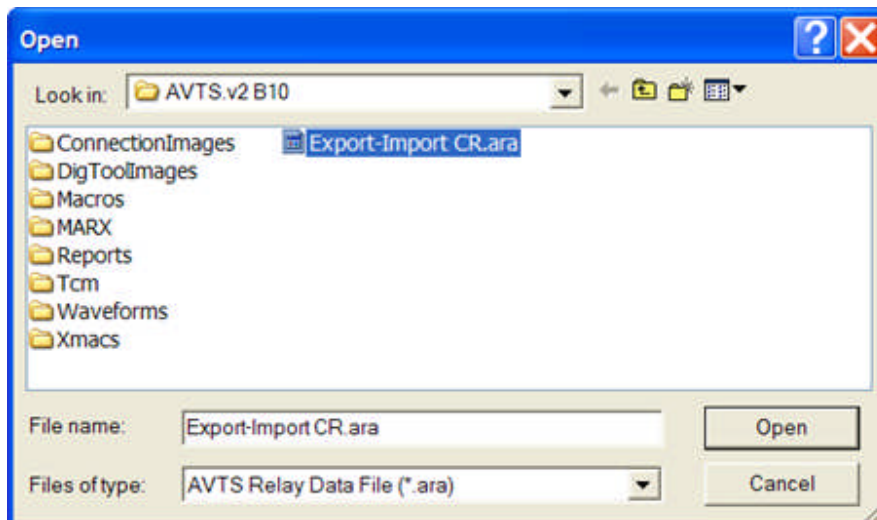 Open
Look in: AVTS.v2 B10
ConnectionImages
DigToolImages
Macros
MARX
Reports
Tcm
Waveforms
Xmacs
Export-Import CR.ara
File name: Export-Import CR.ara Open
Files of type: AVTS Relay Data File (*.ara) Cancel